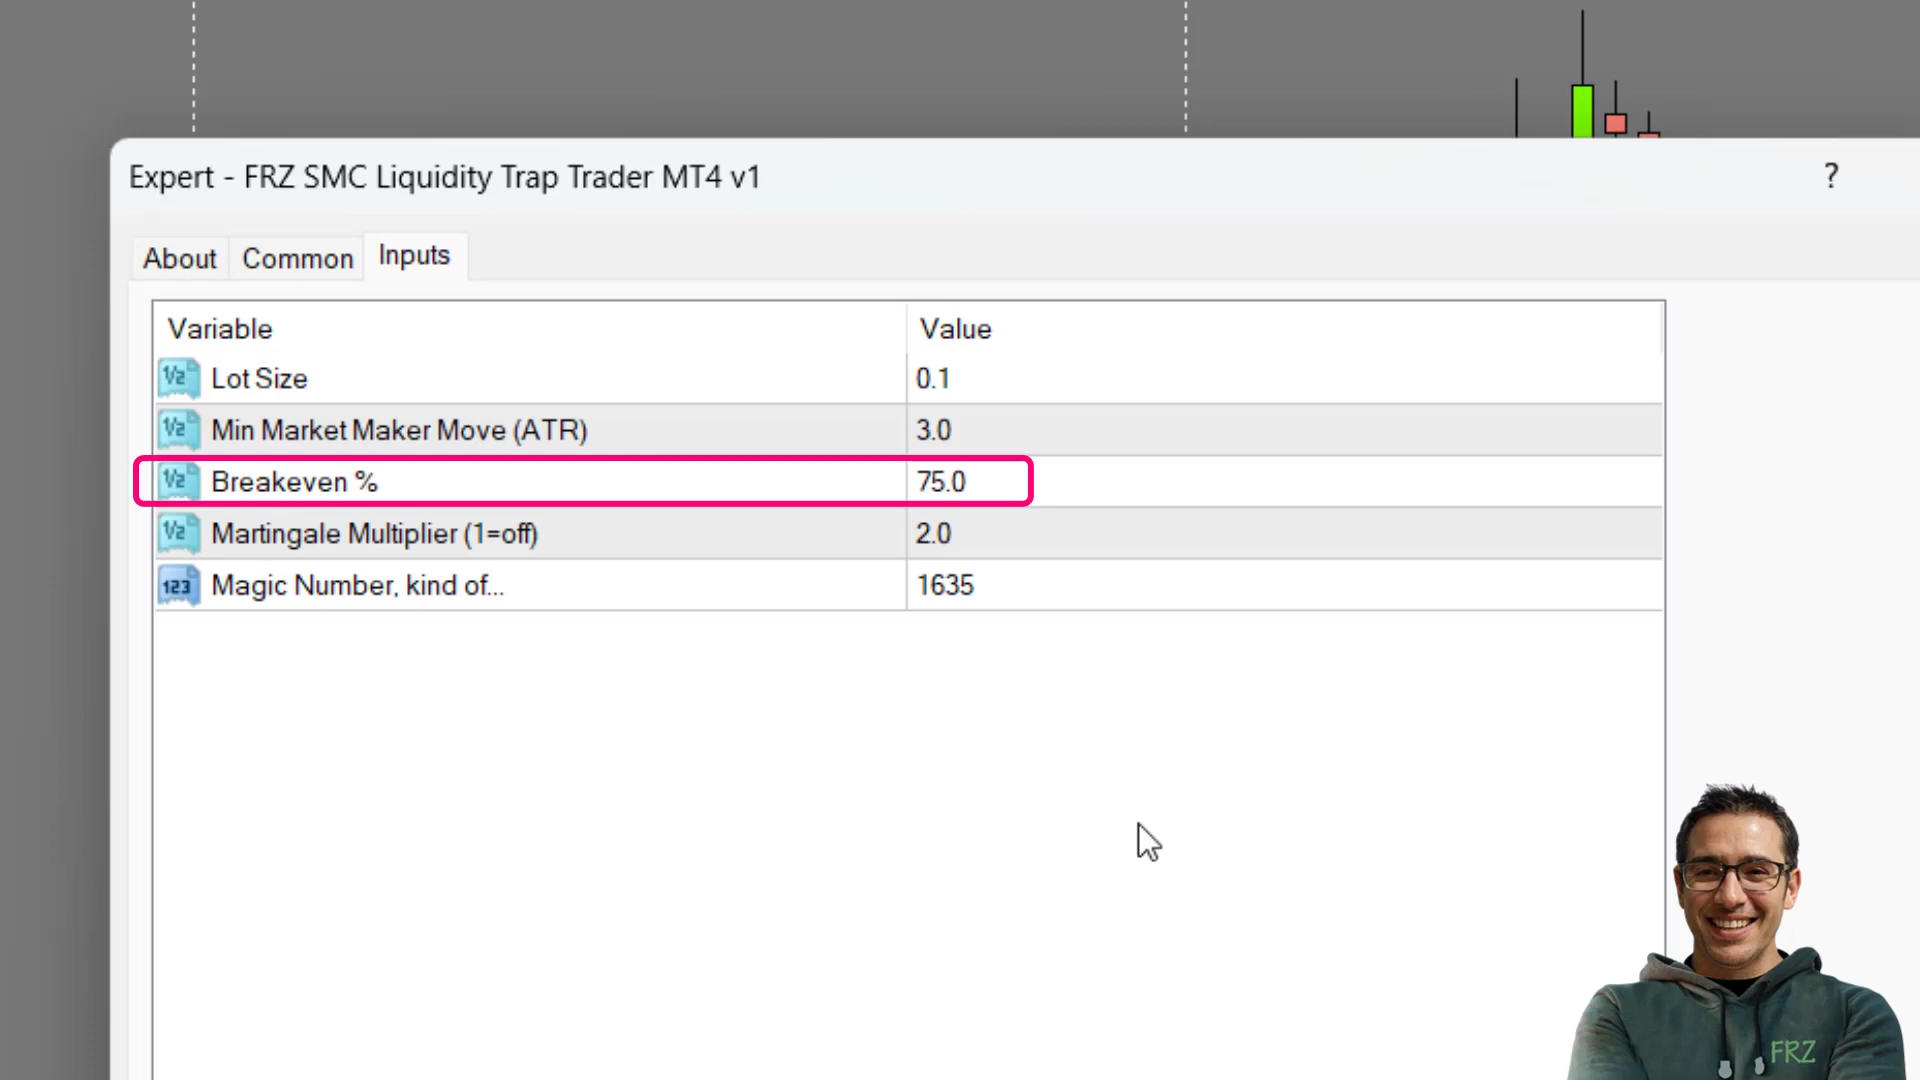 Expert - FRZ SMC Liquidity Trap Trader MT4 v1
?
About Common Inputs
Variable Value
Lot Size 0.1
Min Market Maker Move (ATR) 3.0
Breakeven % 75.0
Martingale Multiplier (1=off) 2.0
Magic Number, kind of... 1635
FRZ